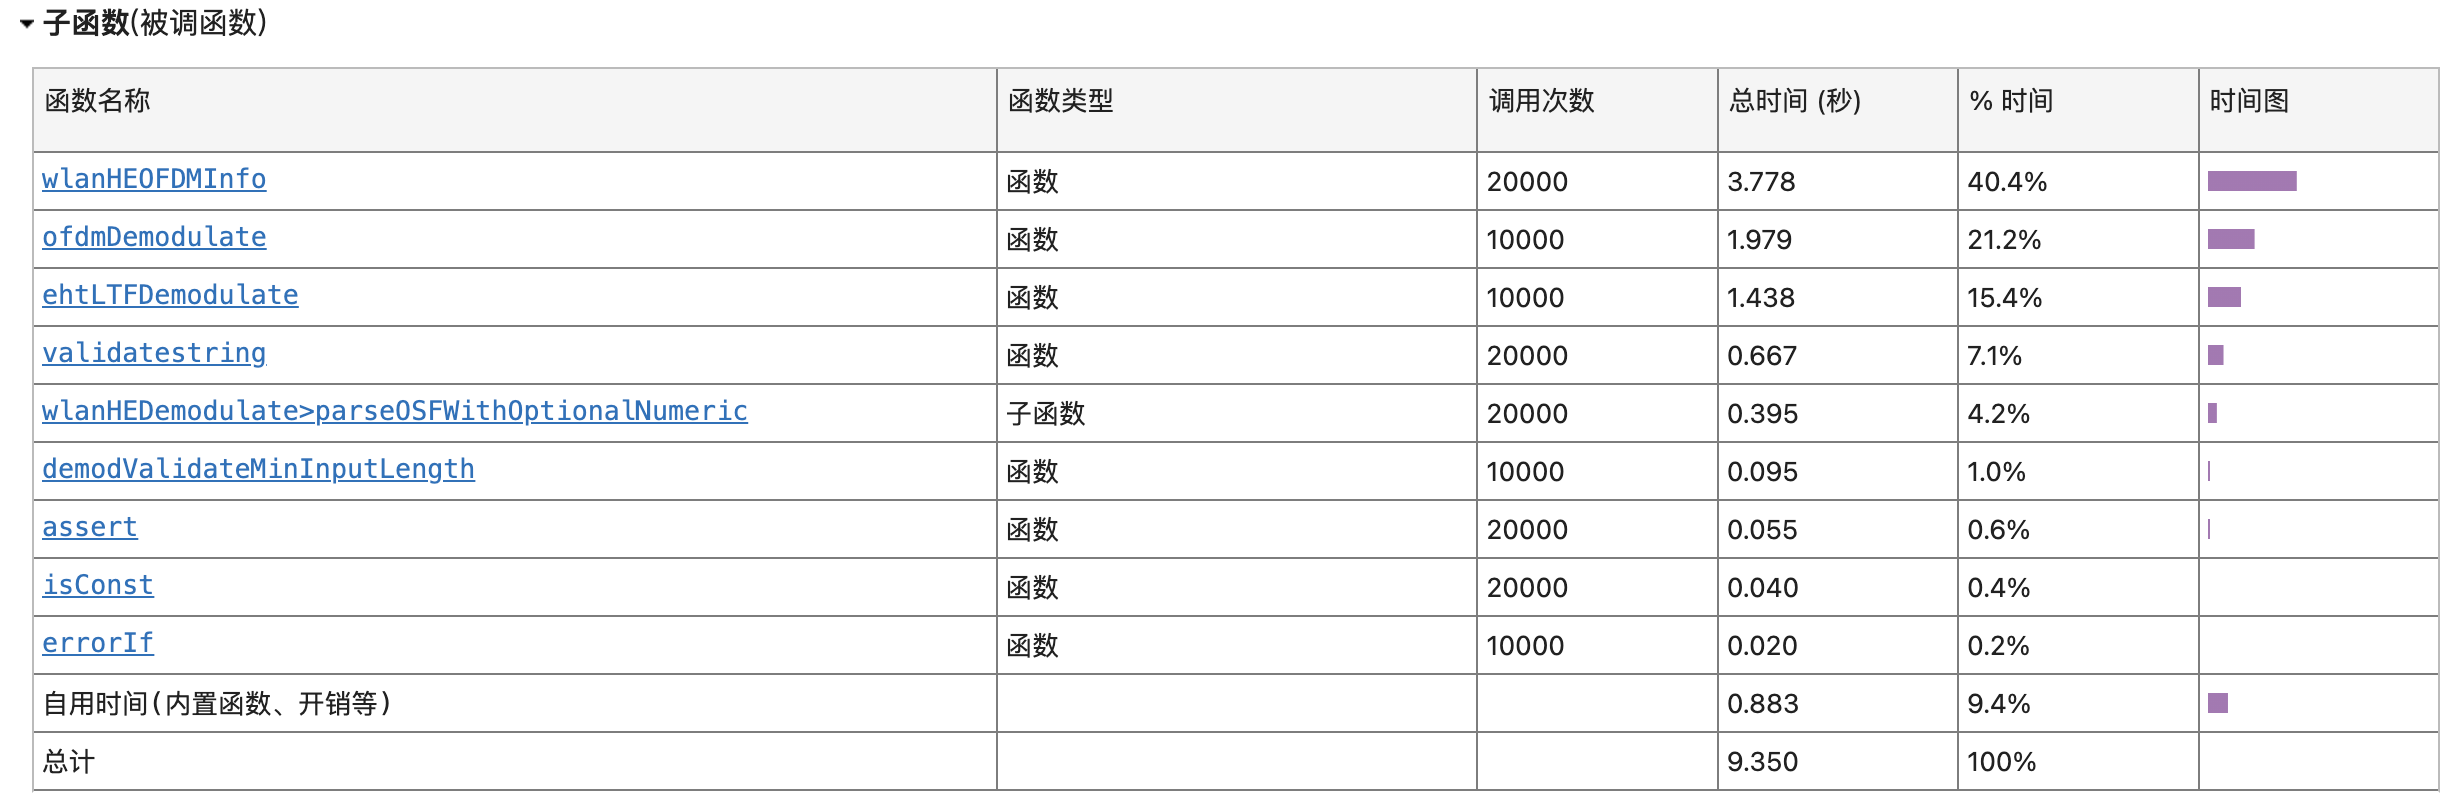 子函数(被调函数)
函数名称 函数类型 调用次数 总时间 (秒) % 时间 时间图
wlanHEOFDMInfo 函数 20000 3.778 40.4%
ofdmDemodulate 函数 10000 1.979 21.2%
ehtLTFDemodulate 函数 10000 1.438 15.4%
validatestring 函数 20000 0.667 7.1%
wlanHEDemodulate>parseOSFWithOptionalNumeric 子函数 20000 0.395 4.2%
demodValidateMinInputLength 函数 10000 0.095 1.0%
assert 函数 20000 0.055 0.6%
isConst 函数 20000 0.040 0.4%
errorIf 函数 10000 0.020 0.2%
自用时间(内置函数、开销等) 0.883 9.4%
总计 9.350 100%